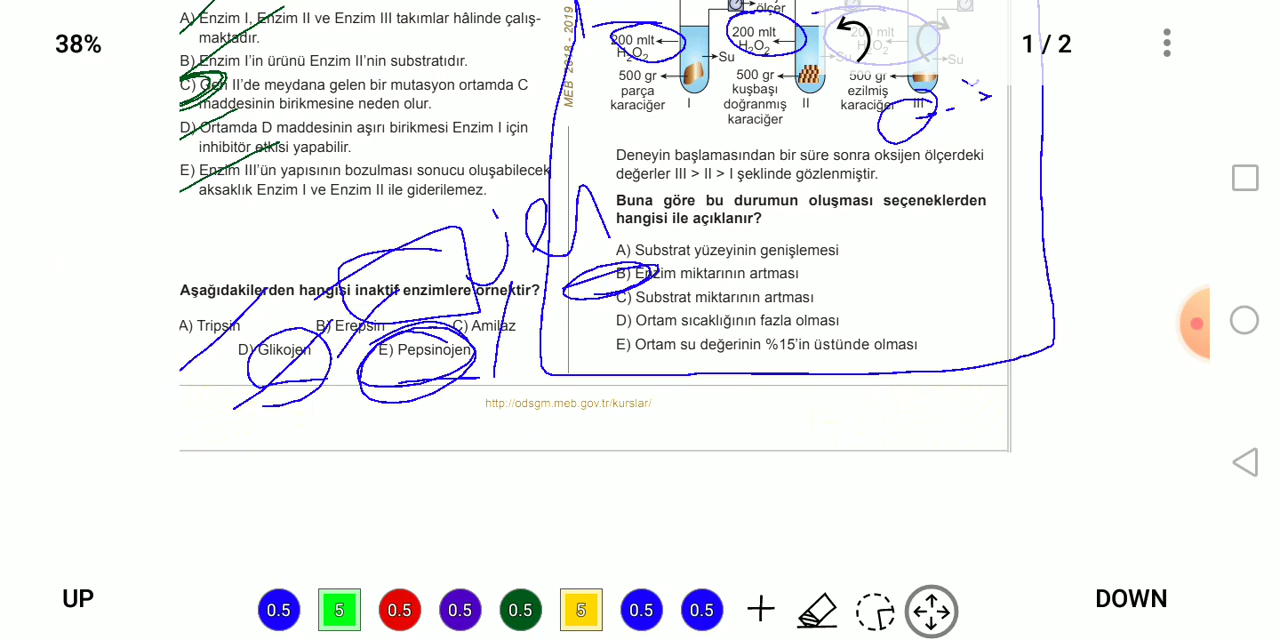 38%
A) Enzim I, Enzim II ve Enzim III takımlar hâlinde çalış-
maktadır.
B) Enzim I'in ürünü Enzim II'nin substratıdır.
C) Gen II'de meydana gelen bir mutasyon ortamda C
maddesinin birikmesine neden olur.
D) Ortamda D maddesinin aşırı birikmesi Enzim I için
inhibitör etkisi yapabilir.
E) Enzim III'ün yapısının bozulması sonucu oluşabilecek
aksaklık Enzim I ve Enzim II ile giderilemez.
Aşağıdakilerden hangisi inaktif enzimlere örnektir?
A) Tripsin B) Erepsin C) Amilaz
D) Glikojen E) Pepsinojen
MEB 2018 - 2019
ölçer
200 mlt H₂O₂ 200 mlt H₂O₂ 200 mlt H₂O₂
Su Su Su
500 gr parça karaciğer
I
500 gr kuşbaşı doğranmış karaciğer
II
500 gr ezilmiş karaciğer
III
Deneyin başlamasından bir süre sonra oksijen ölçerdeki
değerler III > II > I şeklinde gözlenmiştir.
Buna göre bu durumun oluşması seçeneklerden
hangisi ile açıklanır?
A) Substrat yüzeyinin genişlemesi
B) Enzim miktarının artması
C) Substrat miktarının artması
D) Ortam sıcaklığının fazla olması
E) Ortam su değerinin %15'in üstünde olması
http://odsgm.meb.gov.tr/kurslar/
1 / 2
UP
0.5 5 0.5 0.5 0.5 5 0.5 0.5
DOWN